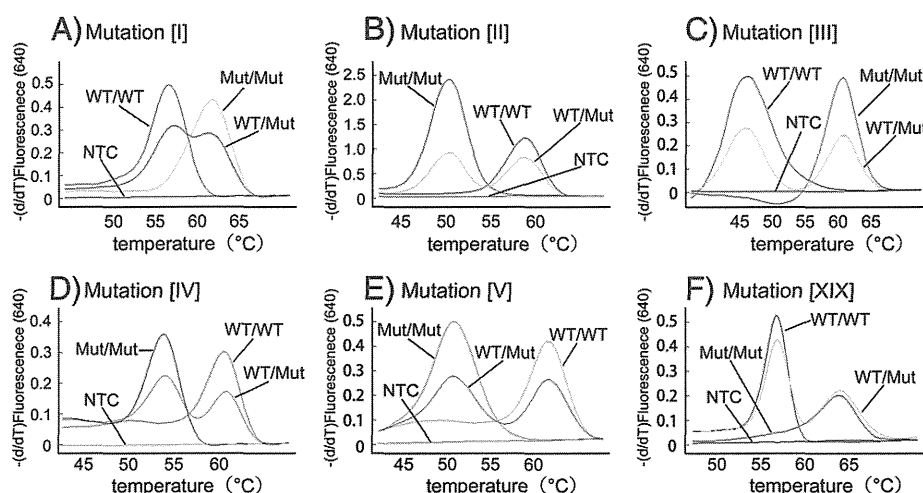 A) Mutation [I]
-(d/dT)Fluorescenece (640)
0.5
0.4
0.3
0.2
0.1
0
WT/WT
Mut/Mut
WT/Mut
NTC
50 55 60 65
temperature (°C)
B) Mutation [II]
-(d/dT)Fluorescenece (640)
2.5
2.0
1.5
1.0
0.5
0
Mut/Mut
WT/WT
WT/Mut
NTC
45 50 55 60
temperature (°C)
C) Mutation [III]
-(d/dT)Fluorescenece (640)
0.5
0.4
0.3
0.2
0.1
0
WT/WT
Mut/Mut
NTC
WT/Mut
45 50 55 60 65
temperature (°C)
D) Mutation [IV]
-(d/dT)Fluorescenece (640)
0.4
0.3
0.2
0.1
0
Mut/Mut
WT/WT
WT/Mut
NTC
45 50 55 60
temperature (°C)
E) Mutation [V]
-(d/dT)Fluorescenece (640)
0.5
0.4
0.3
0.2
0.1
0
Mut/Mut
WT/Mut
WT/WT
NTC
45 50 55 60
temperature (°C)
F) Mutation [XIX]
-(d/dT)Fluorescenece (640)
0.5
0.4
0.3
0.2
0.1
0
WT/WT
Mut/Mut
WT/Mut
NTC
50 55 60 65
temperature (°C)